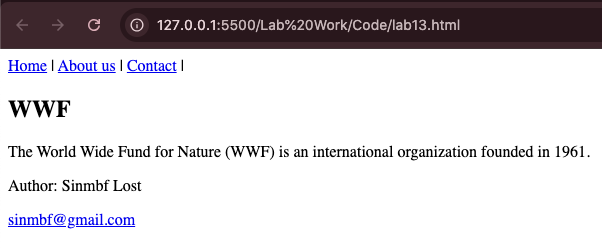 127.0.0.1:5500/Lab%20Work/Code/lab13.html
Home | About us | Contact |
WWF
The World Wide Fund for Nature (WWF) is an international organization founded in 1961.
Author: Sinmbf Lost
sinmbf@gmail.com